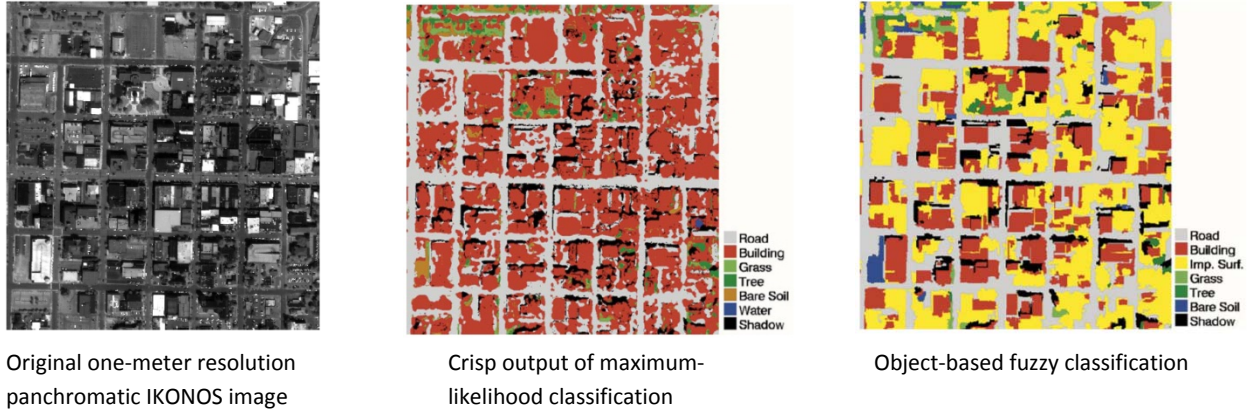 Road
Building
Grass
Tree
Bare Soil
Water
Shadow
Road
Building
Imp. Surf.
Grass
Tree
Bare Soil
Shadow
Original one-meter resolution
panchromatic IKONOS image
Crisp output of maximum-
likelihood classification
Object-based fuzzy classification